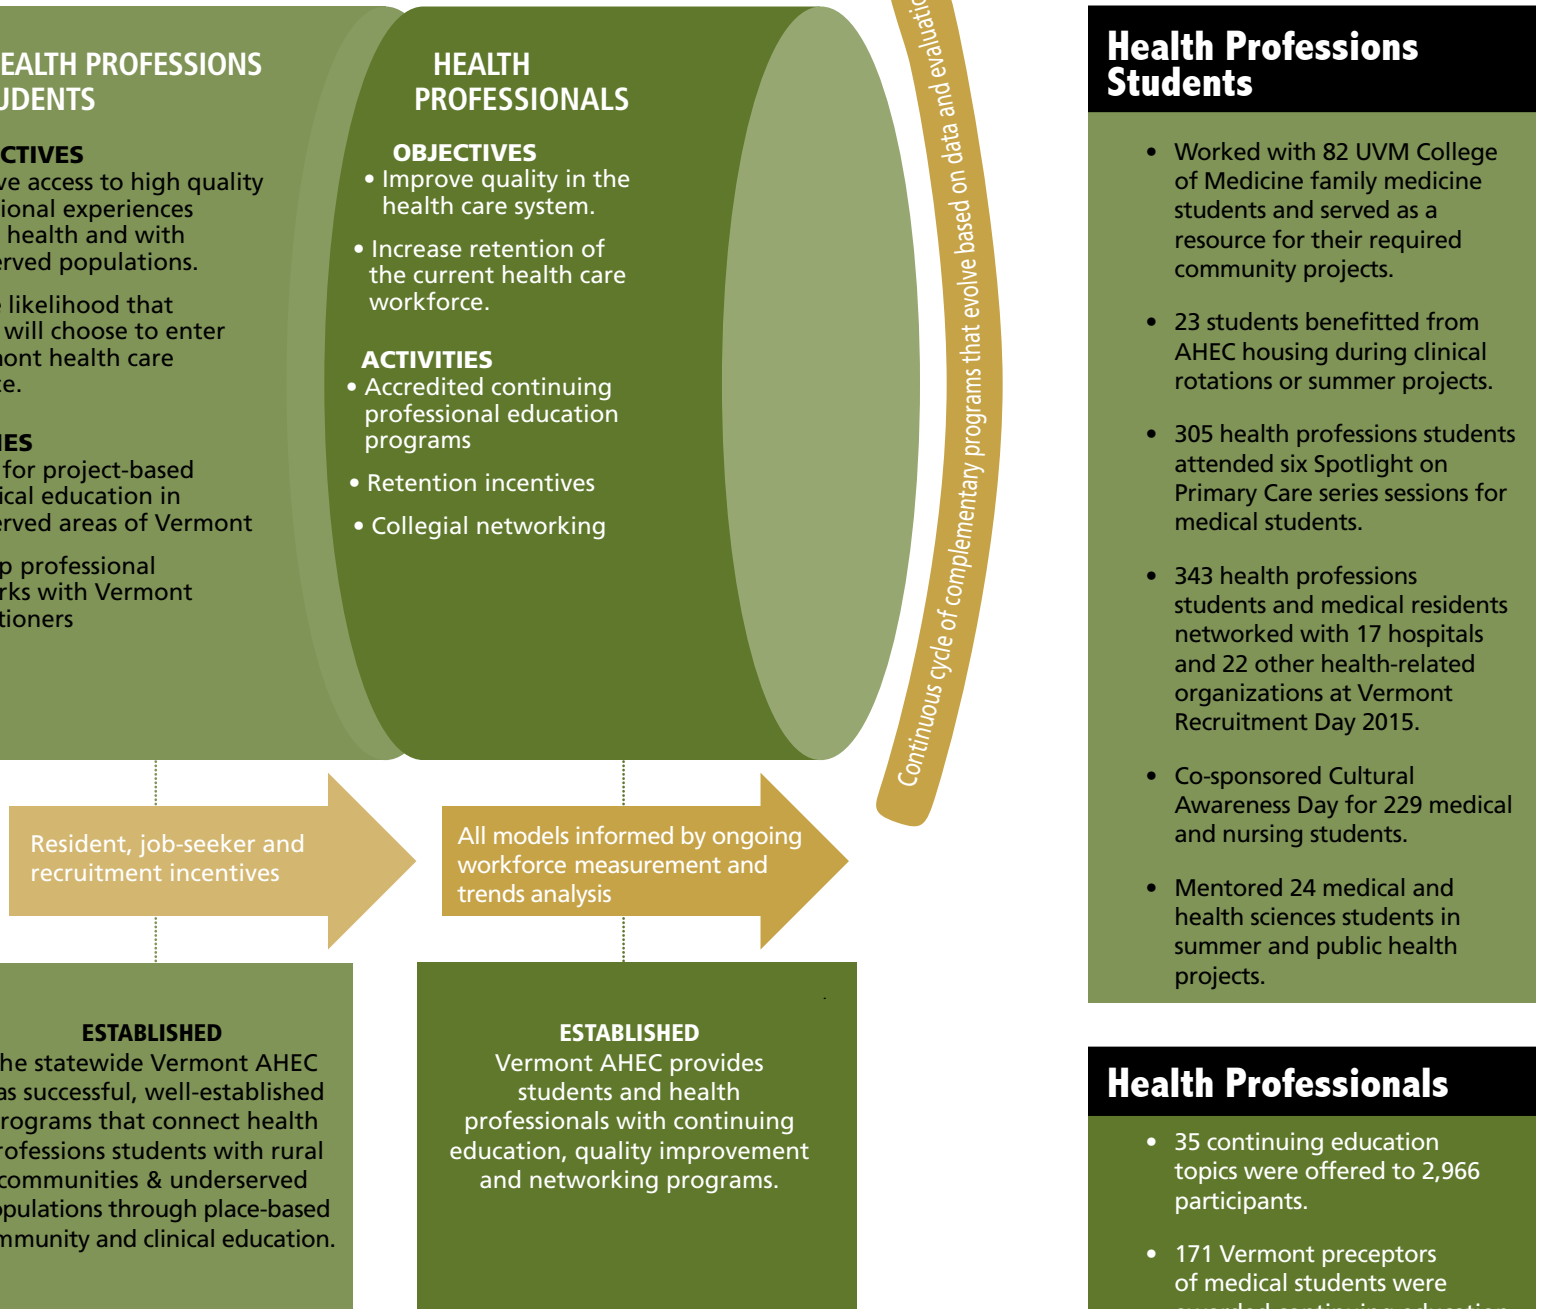 EALTH PROFESSIONS
UDENTS
CTIVES
ve access to high quality
ional experiences
health and with
erved populations.
likelihood that
will choose to enter
ont health care
e.
IES
for project-based
ical education in
erved areas of Vermont
p professional
rks with Vermont
tioners
HEALTH
PROFESSIONALS
OBJECTIVES
• Improve quality in the
health care system.
• Increase retention of
the current health care
workforce.
ACTIVITIES
• Accredited continuing
professional education
programs
• Retention incentives
• Collegial networking
Continuous cycle of complementary programs that evolve based on data and evaluatio
Resident, job-seeker and
recruitment incentives
All models informed by ongoing
workforce measurement and
trends analysis
ESTABLISHED
he statewide Vermont AHEC
as successful, well-established
rograms that connect health
rofessions students with rural
communities & underserved
opulations through place-based
mmunity and clinical education.
ESTABLISHED
Vermont AHEC provides
students and health
professionals with continuing
education, quality improvement
and networking programs.
Health Professions
Students
• Worked with 82 UVM College
of Medicine family medicine
students and served as a
resource for their required
community projects.
• 23 students benefitted from
AHEC housing during clinical
rotations or summer projects.
• 305 health professions students
attended six Spotlight on
Primary Care series sessions for
medical students.
• 343 health professions
students and medical residents
networked with 17 hospitals
and 22 other health-related
organizations at Vermont
Recruitment Day 2015.
• Co-sponsored Cultural
Awareness Day for 229 medical
and nursing students.
• Mentored 24 medical and
health sciences students in
summer and public health
projects.
Health Professionals
• 35 continuing education
topics were offered to 2,966
participants.
• 171 Vermont preceptors
of medical students were
awarded continuing education